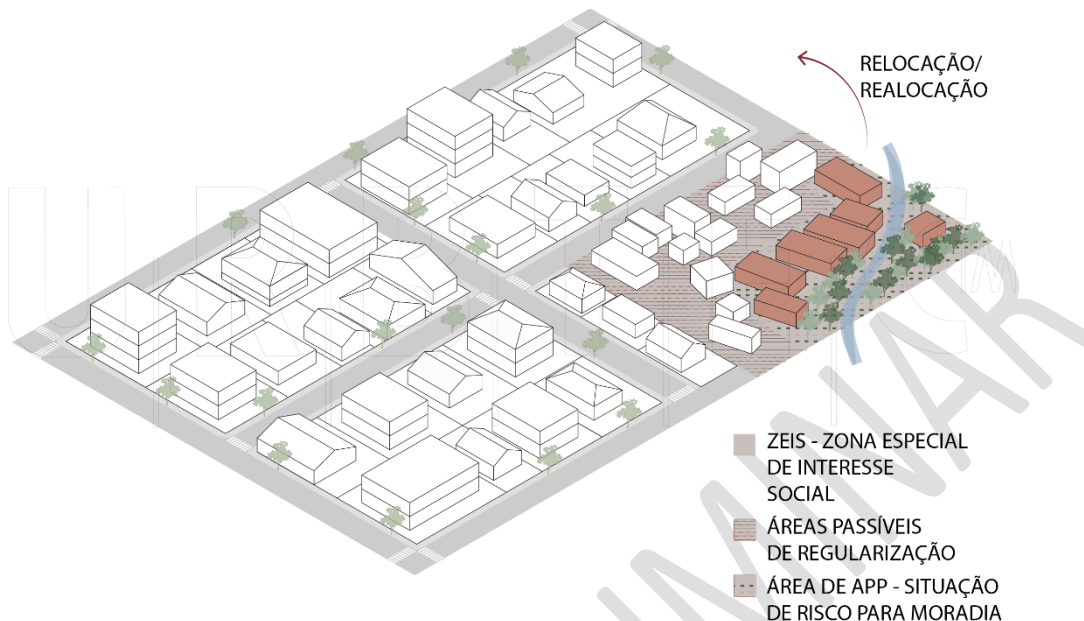 RELOCAÇÃO/
REALOCAÇÃO
ZEIS - ZONA ESPECIAL
DE INTERESSE
SOCIAL
ÁREAS PASSÍVEIS
DE REGULARIZAÇÃO
ÁREA DE APP - SITUAÇÃO
DE RISCO PARA MORADIA